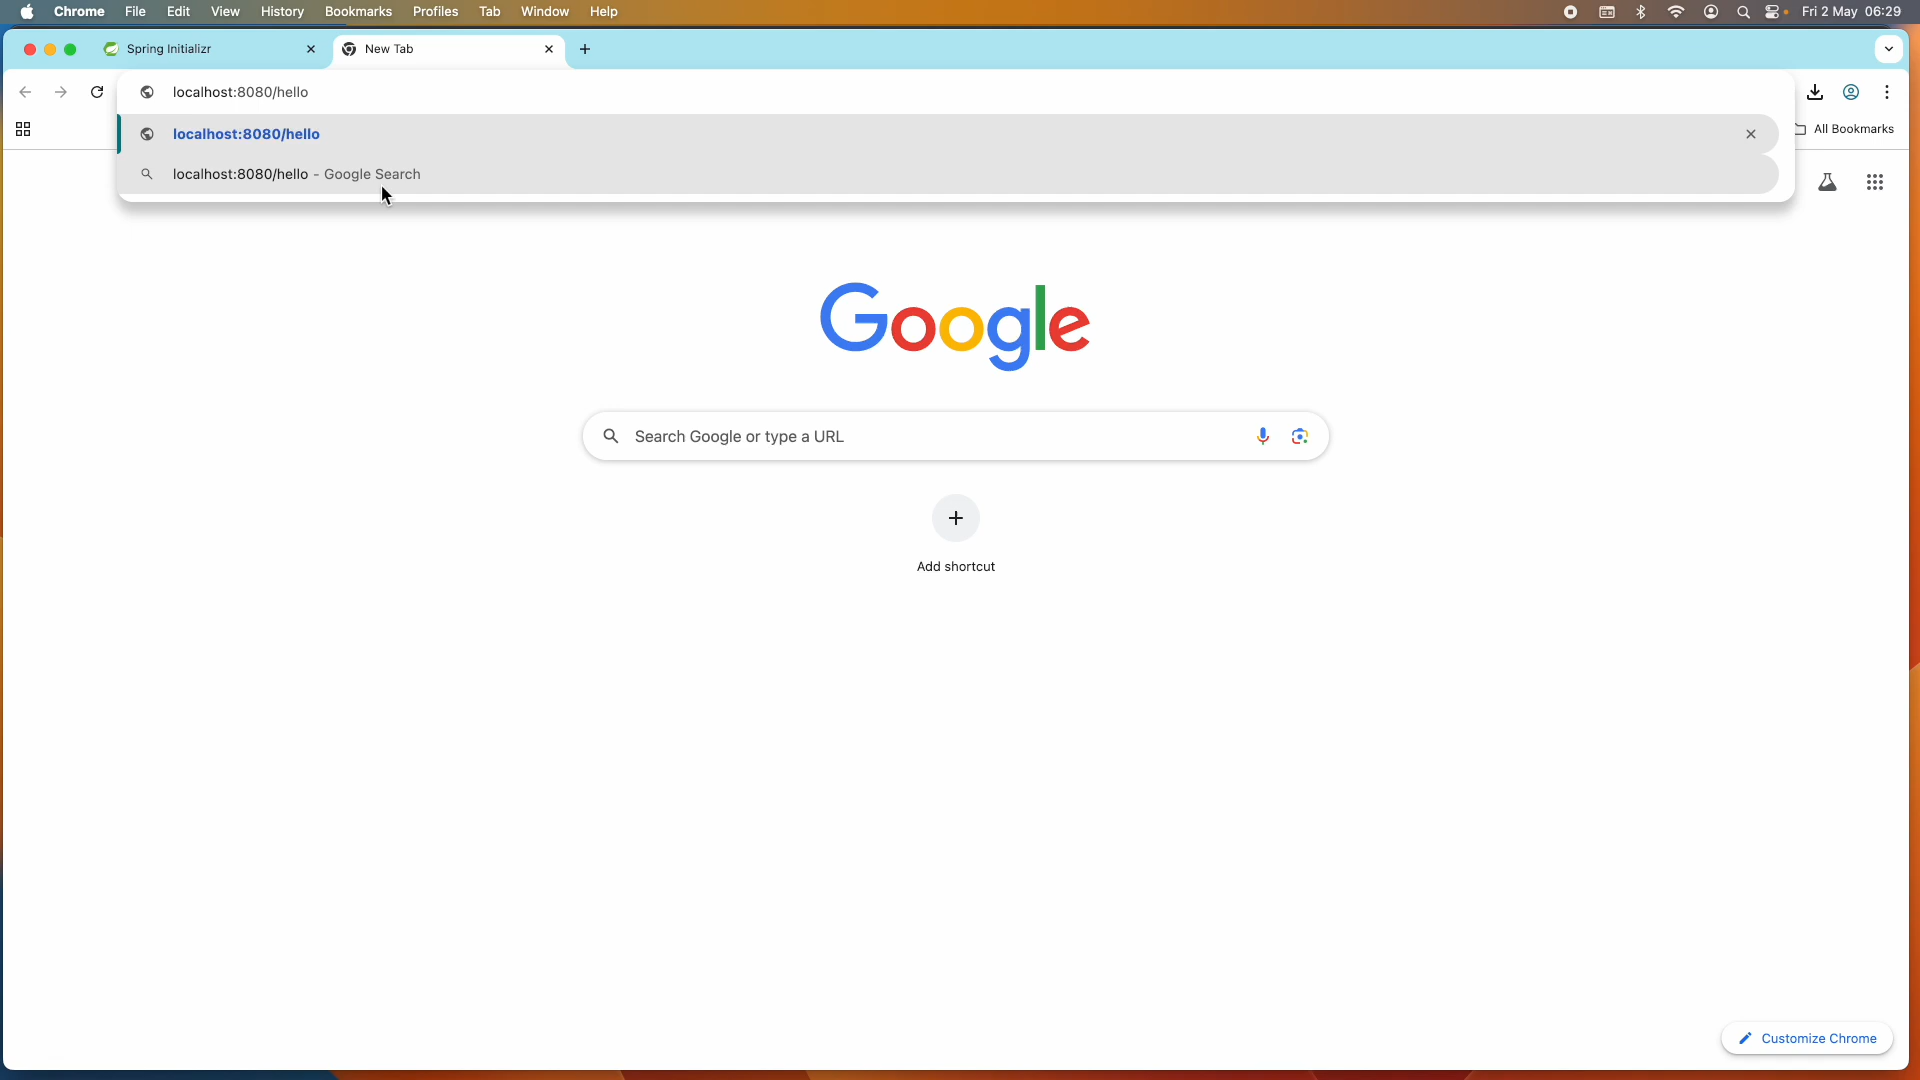 Chrome File Edit View History Bookmarks Profiles Tab Window Help Fri 2 May 06:29
Spring Initializr New Tab
localhost:8080/hello
localhost:8080/hello All Bookmarks
localhost:8080/hello - Google Search
Google
Search Google or type a URL
Add shortcut
Customize Chrome